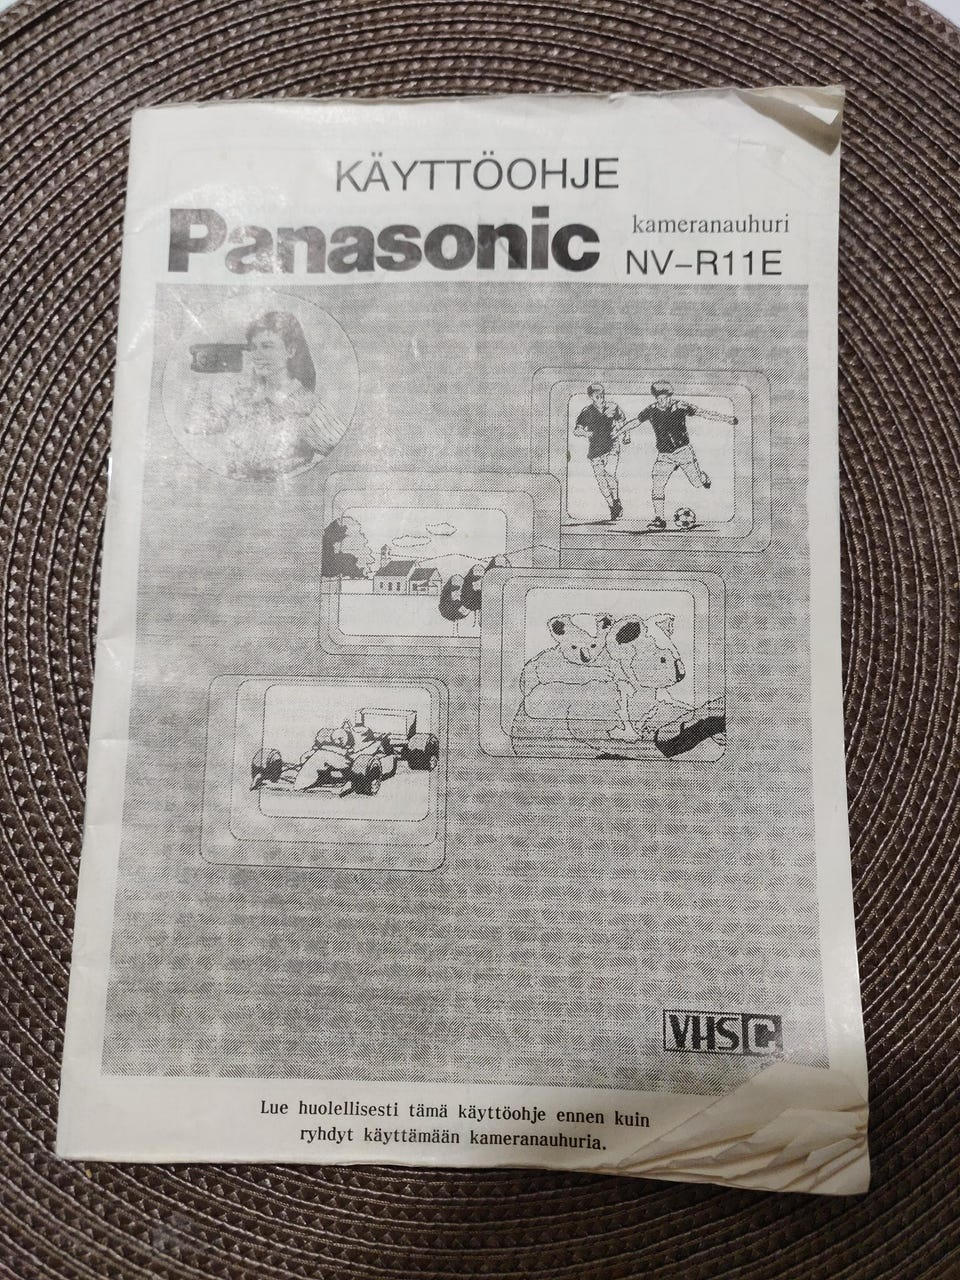 KÄYTTÖOHJE
Panasonic
kameranauhuri
NV-R11E
VHS C
Lue huolellisesti tämä käyttöohje ennen kuin
ryhdyt käyttämään kameranauhuria.